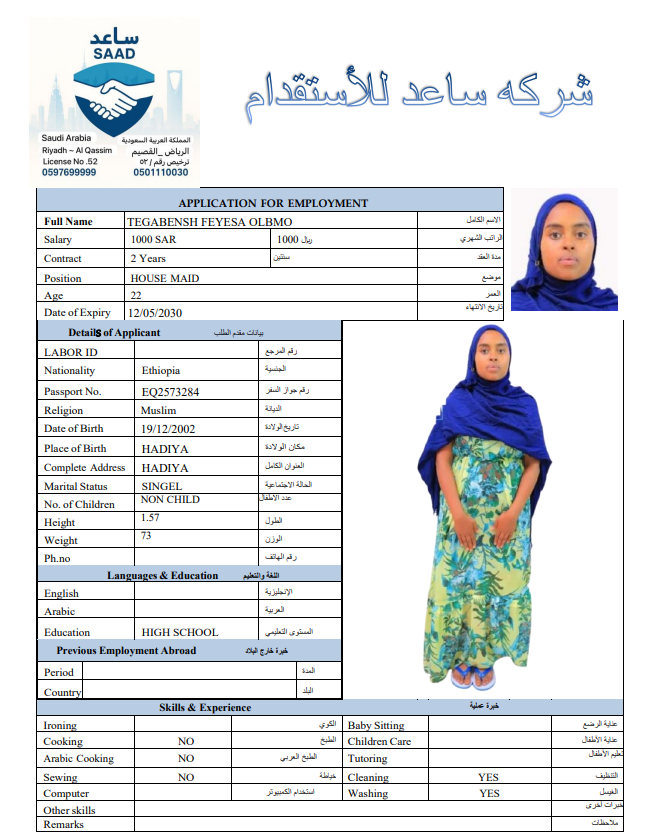 ساعد
SAAD
Saudi Arabia المملكة العربية السعودية
Riyadh ~ Al Qassim الرياض _القصيم
License No .52 ترخيص رقم / ٥٢
0597699999 0501110030
شركه ساعد للأستقدام
APPLICATION FOR EMPLOYMENT
Full Name TEGABENSH FEYESA OLBMO الاسم الكامل
Salary 1000 SAR 1000 ريال الراتب الشهري
Contract 2 Years سنتين مدة العقد
Position HOUSE MAID موضع
Age 22 العمر
Date of Expiry 12/05/2030 تاريخ الانتهاء
Details of Applicant بيانات مقدم الطلب
LABOR ID رقم المرجع
Nationality Ethiopia الجنسية
Passport No. EQ2573284 رقم جواز السفر
Religion Muslim الديانة
Date of Birth 19/12/2002 تاريخ الولادة
Place of Birth HADIYA مكان الولادة
Complete Address HADIYA العنوان الكامل
Marital Status SINGEL الحالة الاجتماعية
No. of Children NON CHILD عدد الاطفال
Height 1.57 الطول
Weight 73 الوزن
Ph.no رقم الهاتف
Languages & Education اللغة والتعليم
English الإنجليزية
Arabic العربية
Education HIGH SCHOOL المستوى التعليمي
Previous Employment Abroad خبرة خارج البلاد
Period المدة
Country البلد
Skills & Experience خبرة عملية
Ironing الكوي Baby Sitting عناية الرضع
Cooking NO الطبخ Children Care عناية الأطفال
Arabic Cooking NO الطبخ العربي Tutoring تعليم الأطفال
Sewing NO خياطة Cleaning YES التنظيف
Computer استخدام الكمبيوتر Washing YES الغيسل
Other skills خبرات اخرى
Remarks ملاحظات